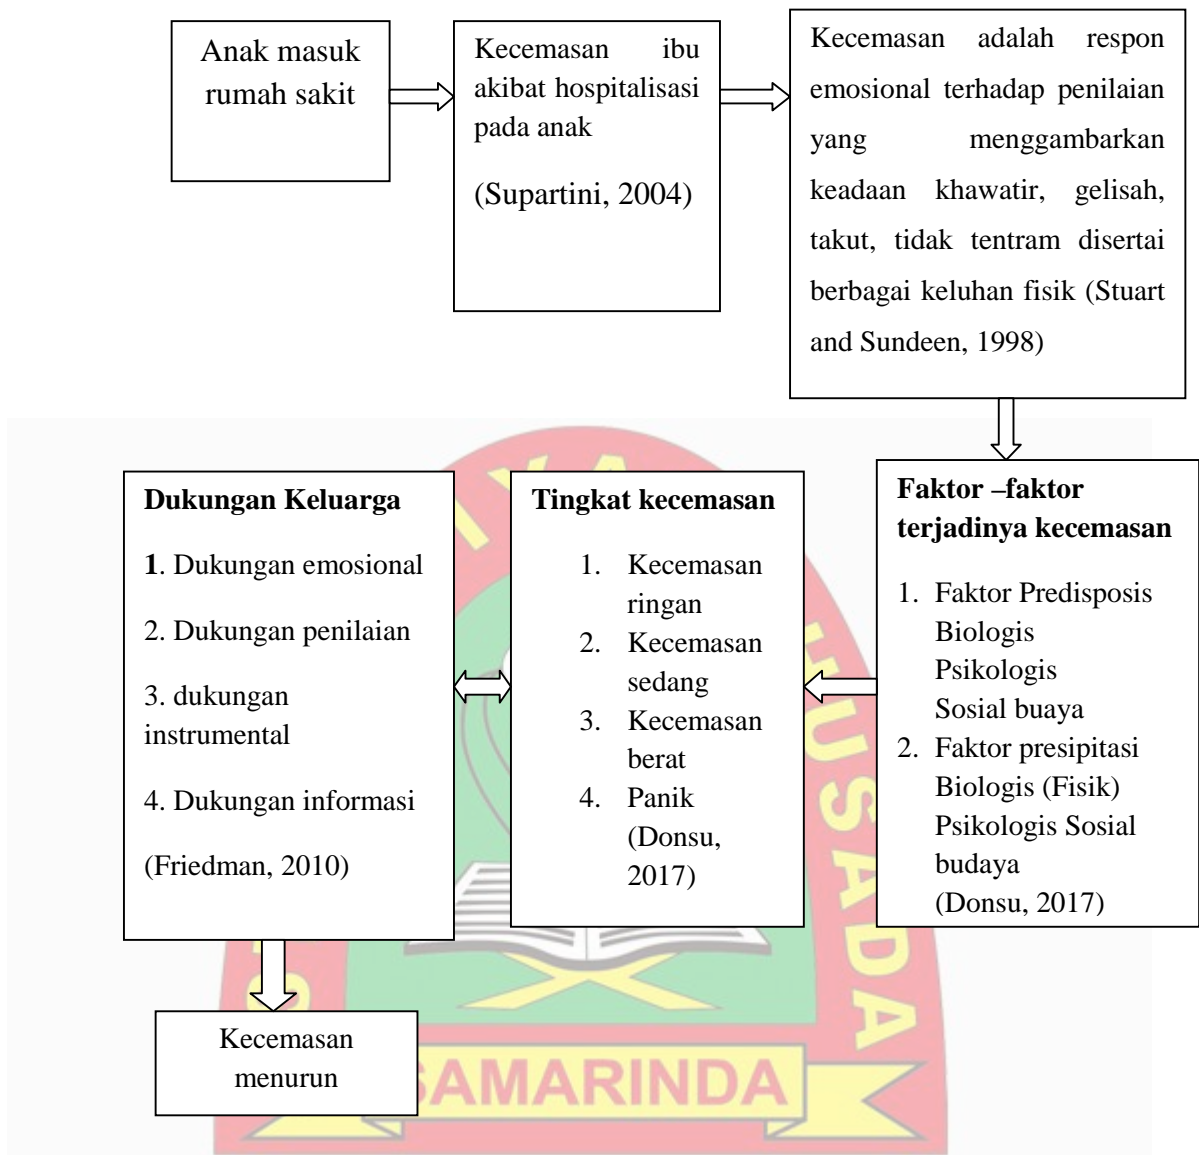 Anak masuk
rumah sakit
Kecemasan ibu
akibat hospitalisasi
pada anak
(Supartini, 2004)
Kecemasan adalah respon
emosional terhadap penilaian
yang menggambarkan
keadaan khawatir, gelisah,
takut, tidak tentram disertai
berbagai keluhan fisik (Stuart
and Sundeen, 1998)
Dukungan Keluarga
1. Dukungan emosional
2. Dukungan penilaian
3. dukungan
instrumental
4. Dukungan informasi
(Friedman, 2010)
Tingkat kecemasan
1. Kecemasan
ringan
2. Kecemasan
sedang
3. Kecemasan
berat
4. Panik
(Donsu,
2017)
Faktor –faktor
terjadinya kecemasan
1. Faktor Predisposis
Biologis
Psikologis
Sosial buaya
2. Faktor presipitasi
Biologis (Fisik)
Psikologis Sosial
budaya
(Donsu, 2017)
Kecemasan
menurun
HUSADA
SAMARINDA